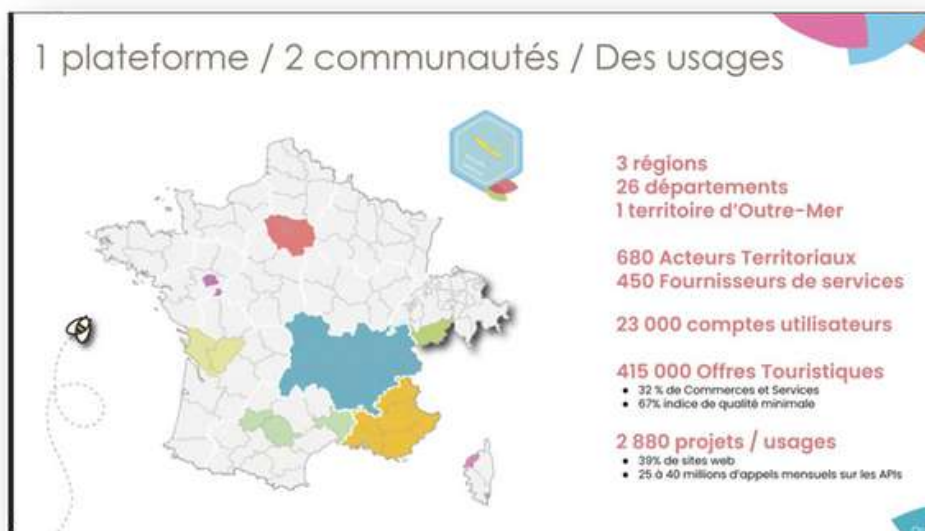 1 plateforme / 2 communautés / Des usages
3 régions
26 départements
1 territoire d'Outre-Mer
680 Acteurs Territoriaux
450 Fournisseurs de services
23 000 comptes utilisateurs
415 000 Offres Touristiques
• 32 % de Commerces et Services
• 67% indice de qualité minimale
2 880 projets / usages
• 39% de sites web
• 25 à 40 millions d'appels mensuels sur les APIs